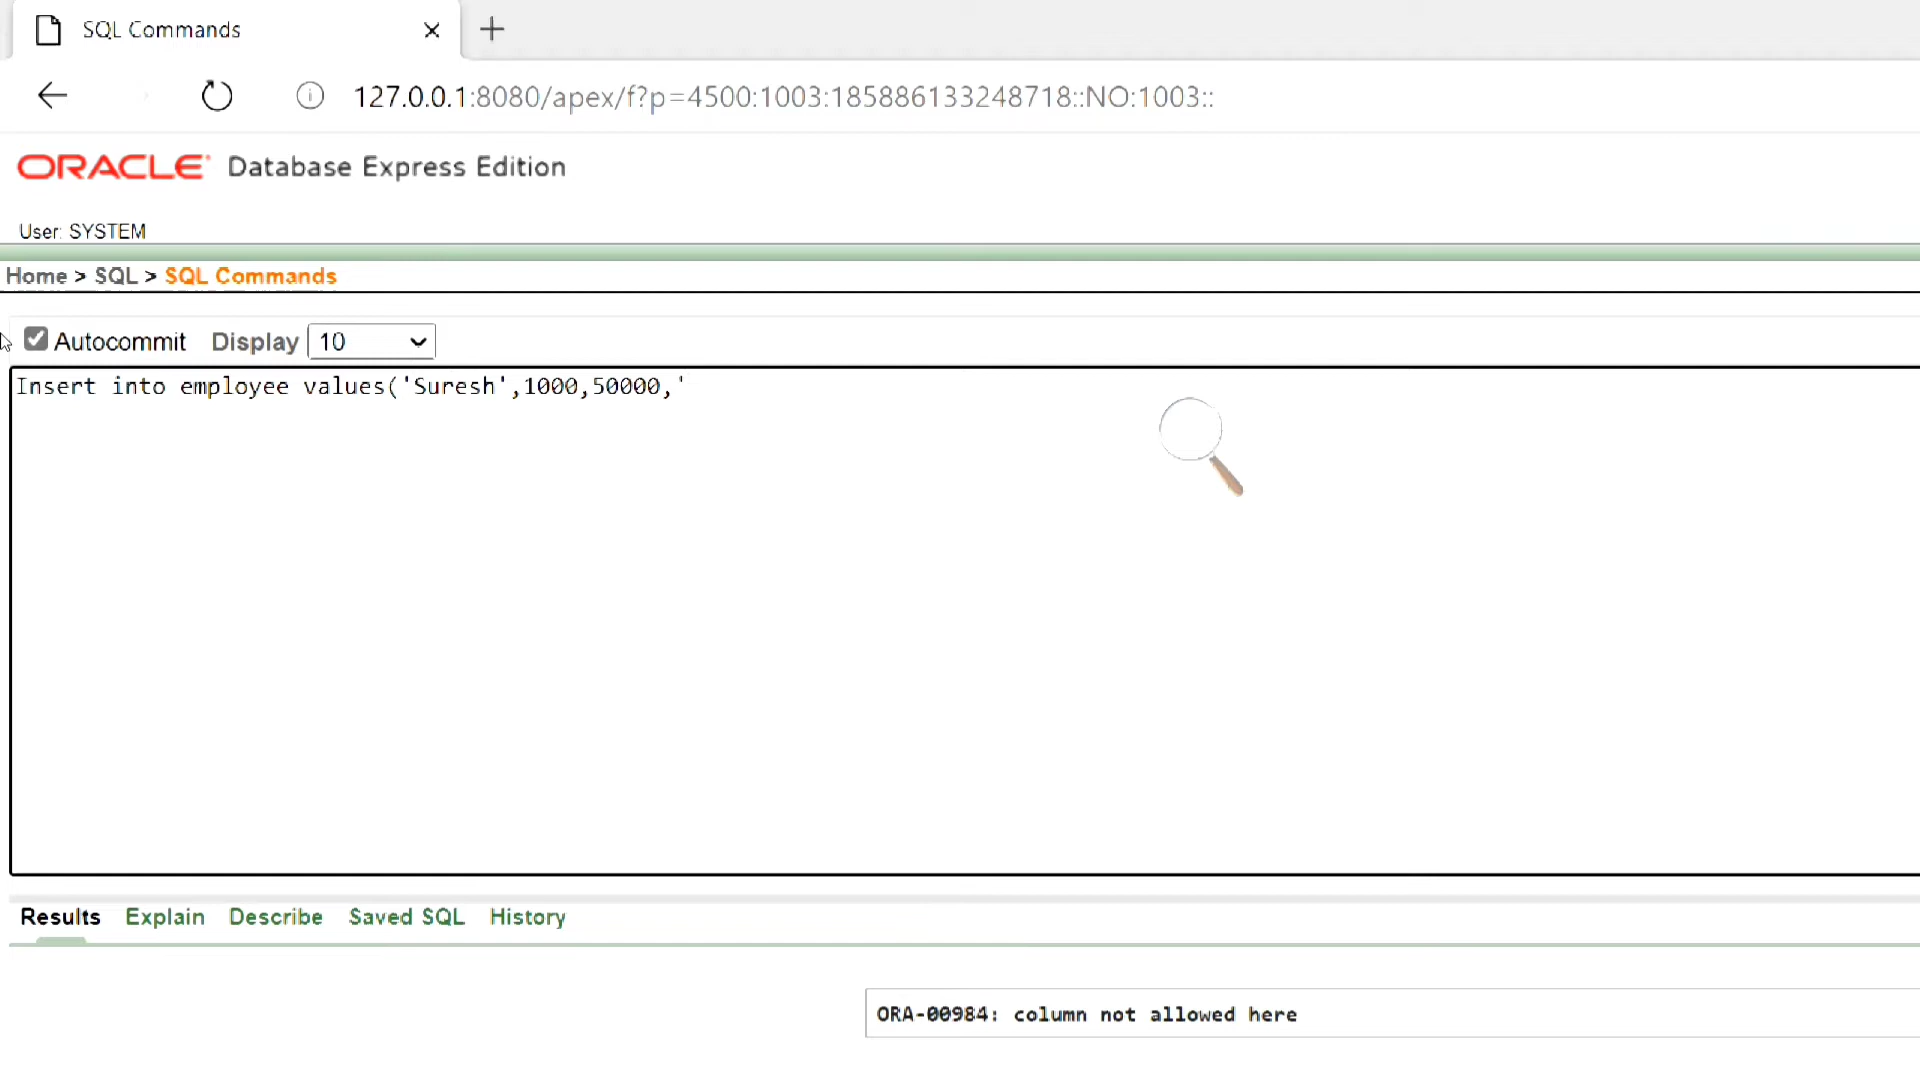 SQL Commands
127.0.0.1:8080/apex/f?p=4500:1003:185886133248718::NO:1003::
ORACLE Database Express Edition
User: SYSTEM
Home > SQL > SQL Commands
Autocommit Display 10
Insert into employee values('Suresh',1000,50000,'
Results Explain Describe Saved SQL History
ORA-00984: column not allowed here